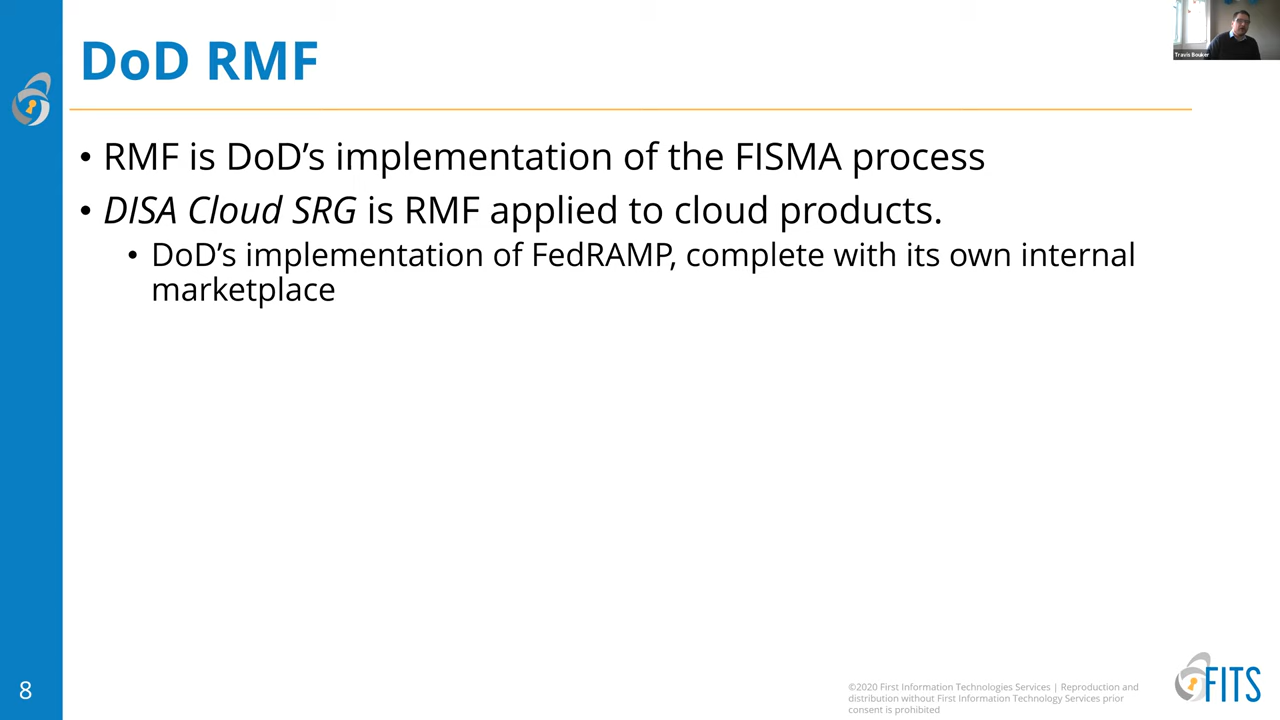 DoD RMF
• RMF is DoD’s implementation of the FISMA process
• DISA Cloud SRG is RMF applied to cloud products.
• DoD’s implementation of FedRAMP, complete with its own internal
marketplace
Travis Bouker
8
©2020 First Information Technologies Services | Reproduction and
distribution without First Information Technology Services prior
consent is prohibited
FITS